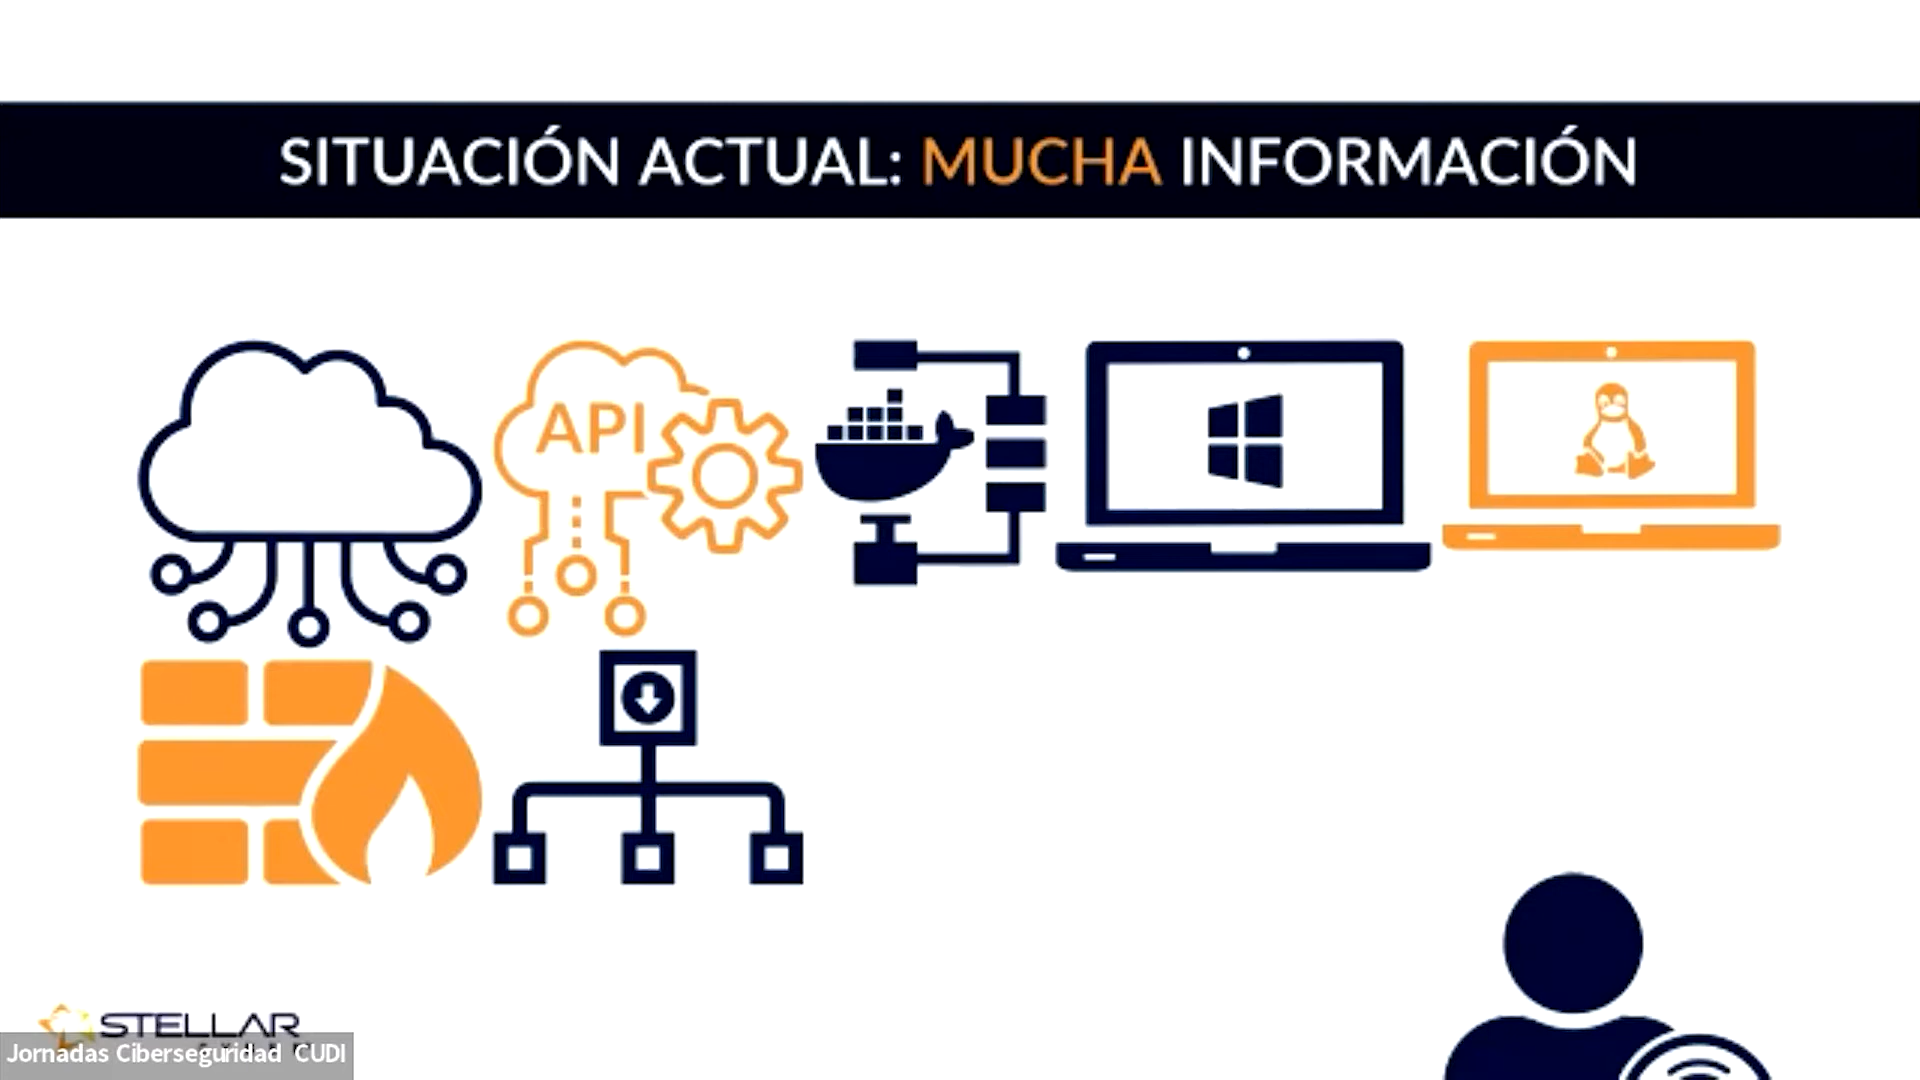 SITUACIÓN ACTUAL: MUCHA INFORMACIÓN
API
STELLAR
Jornadas Ciberseguridad CUDI